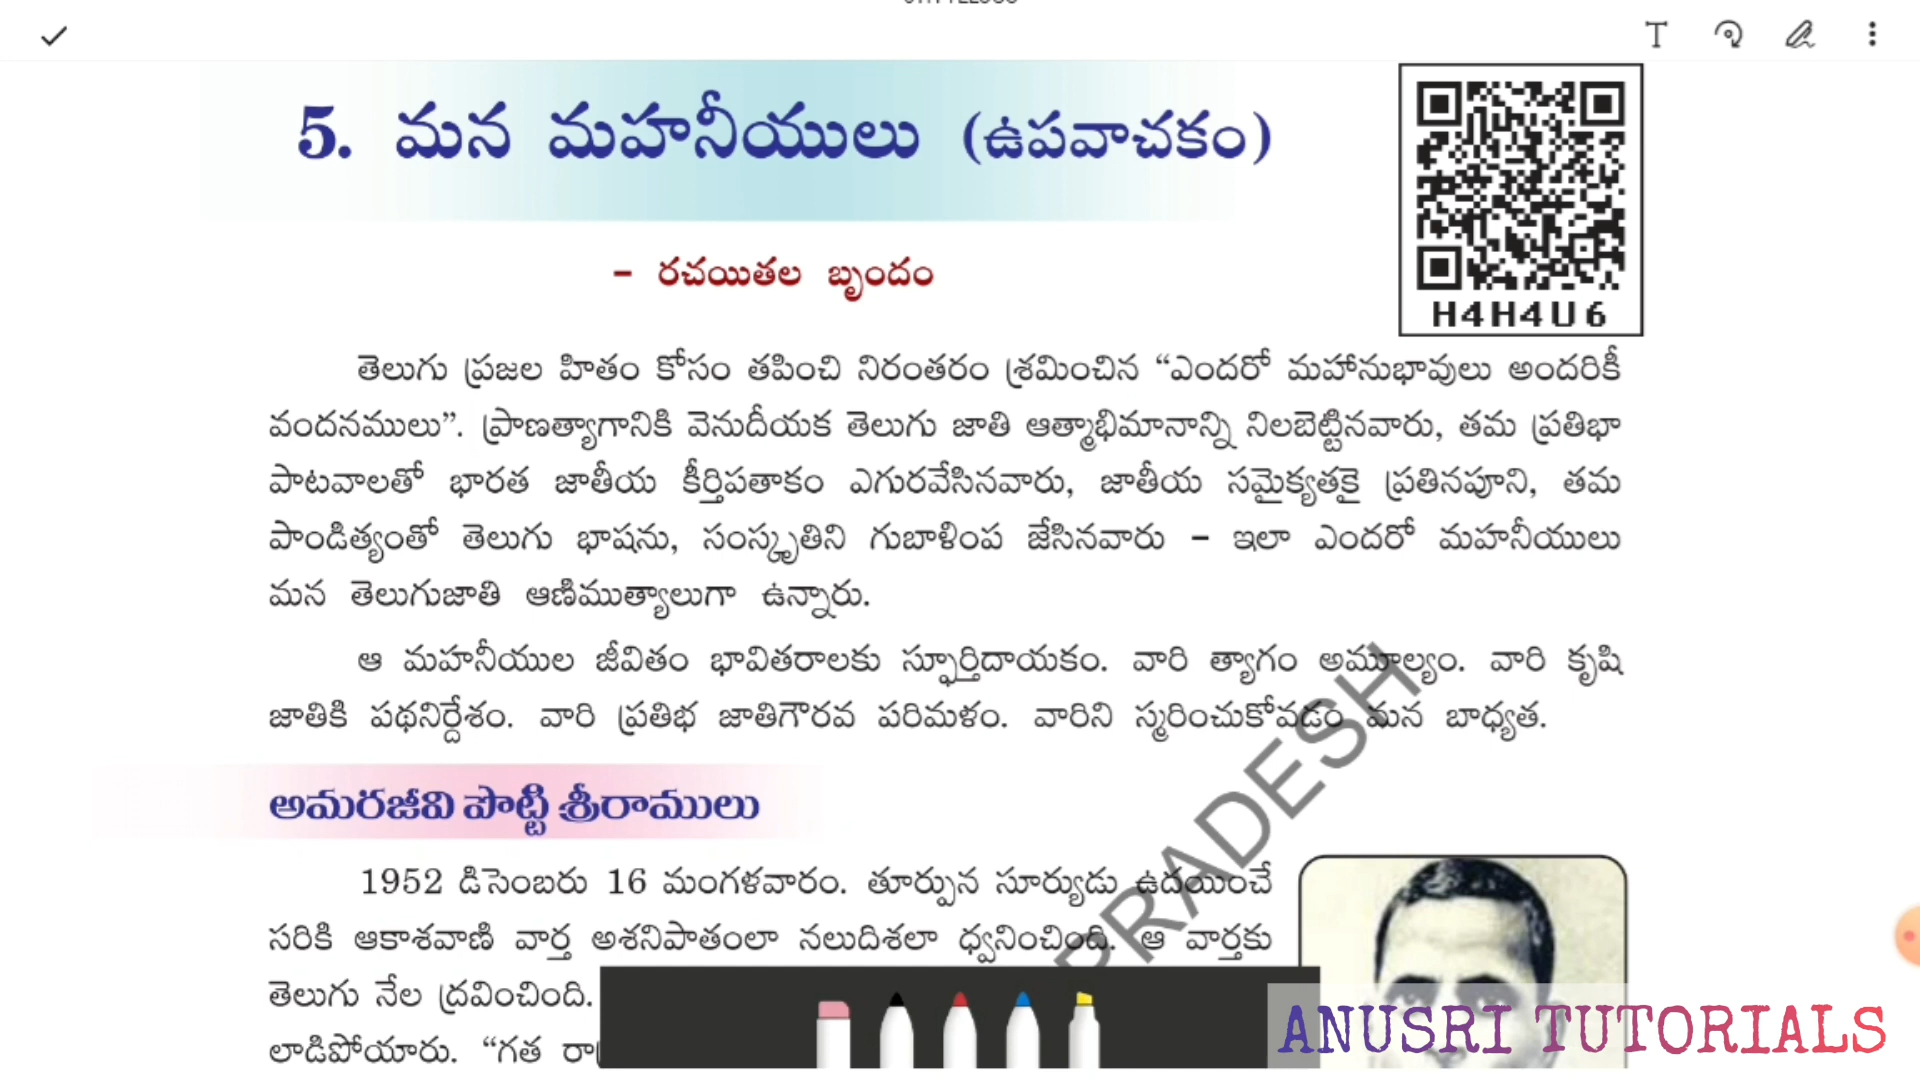 5. మన మహనీయులు (ఉపవాచకం)
H4H4U6
– రచయితల బృందం
తెలుగు ప్రజల హితం కోసం తపించి నిరంతరం శ్రమించిన “ఎందరో మహానుభావులు అందరికీ
వందనములు”. ప్రాణత్యాగానికి వెనుదీయక తెలుగు జాతి ఆత్మాభిమానాన్ని నిలబెట్టినవారు, తమ ప్రతిభా
పాటవాలతో భారత జాతీయ కీర్తిపతాకం ఎగురవేసినవారు, జాతీయ సమైక్యతకై ప్రతినపూని, తమ
పాండిత్యంతో తెలుగు భాషను, సంస్కృతిని గుబాళింప జేసినవారు – ఇలా ఎందరో మహనీయులు
మన తెలుగుజాతి ఆణిముత్యాలుగా ఉన్నారు.
ఆ మహనీయుల జీవితం భావితరాలకు స్ఫూర్తిదాయకం. వారి త్యాగం అమూల్యం. వారి కృషి
జాతికి పథనిర్దేశం. వారి ప్రతిభ జాతిగౌరవ పరిమళం. వారిని స్మరించుకోవడం మన బాధ్యత.
అమరజీవి పొట్టి శ్రీరాములు
1952 డిసెంబరు 16 మంగళవారం. తూర్పున సూర్యుడు ఉదయించే
సరికి ఆకాశవాణి వార్త అశనిపాతంలా నలుదిశలా ధ్వనించింది. ఆ వార్తకు
తెలుగు నేల ద్రవించింది.
లాడిపోయారు. “గత
PRADESH
ANUSRI TUTORIALS